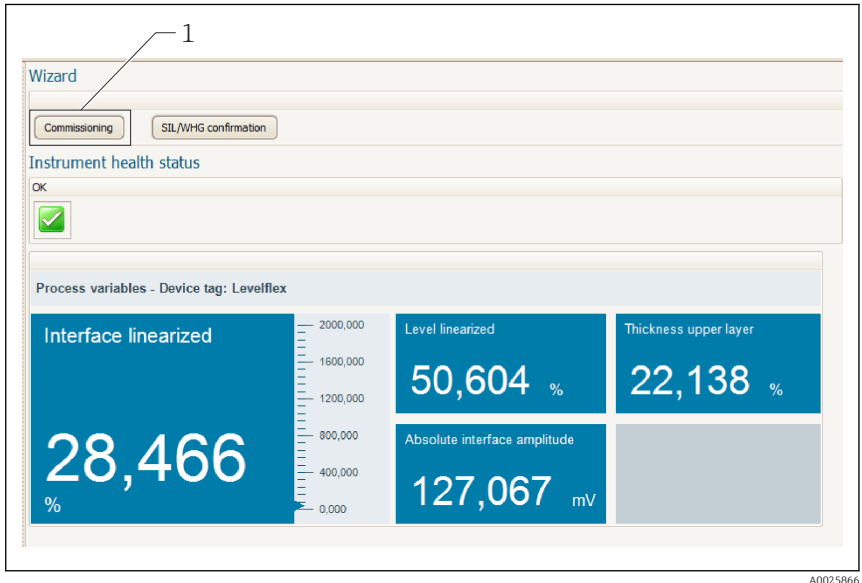 1
Wizard
Commissioning
SIL/WHG confirmation
Instrument health status
OK
Process variables - Device tag: Levelflex
Interface linearized
28,466
%
2000,000
1600,000
1200,000
800,000
400,000
0,000
Level linearized
50,604 %
Thickness upper layer
22,138 %
Absolute interface amplitude
127,067 mV
A0025866